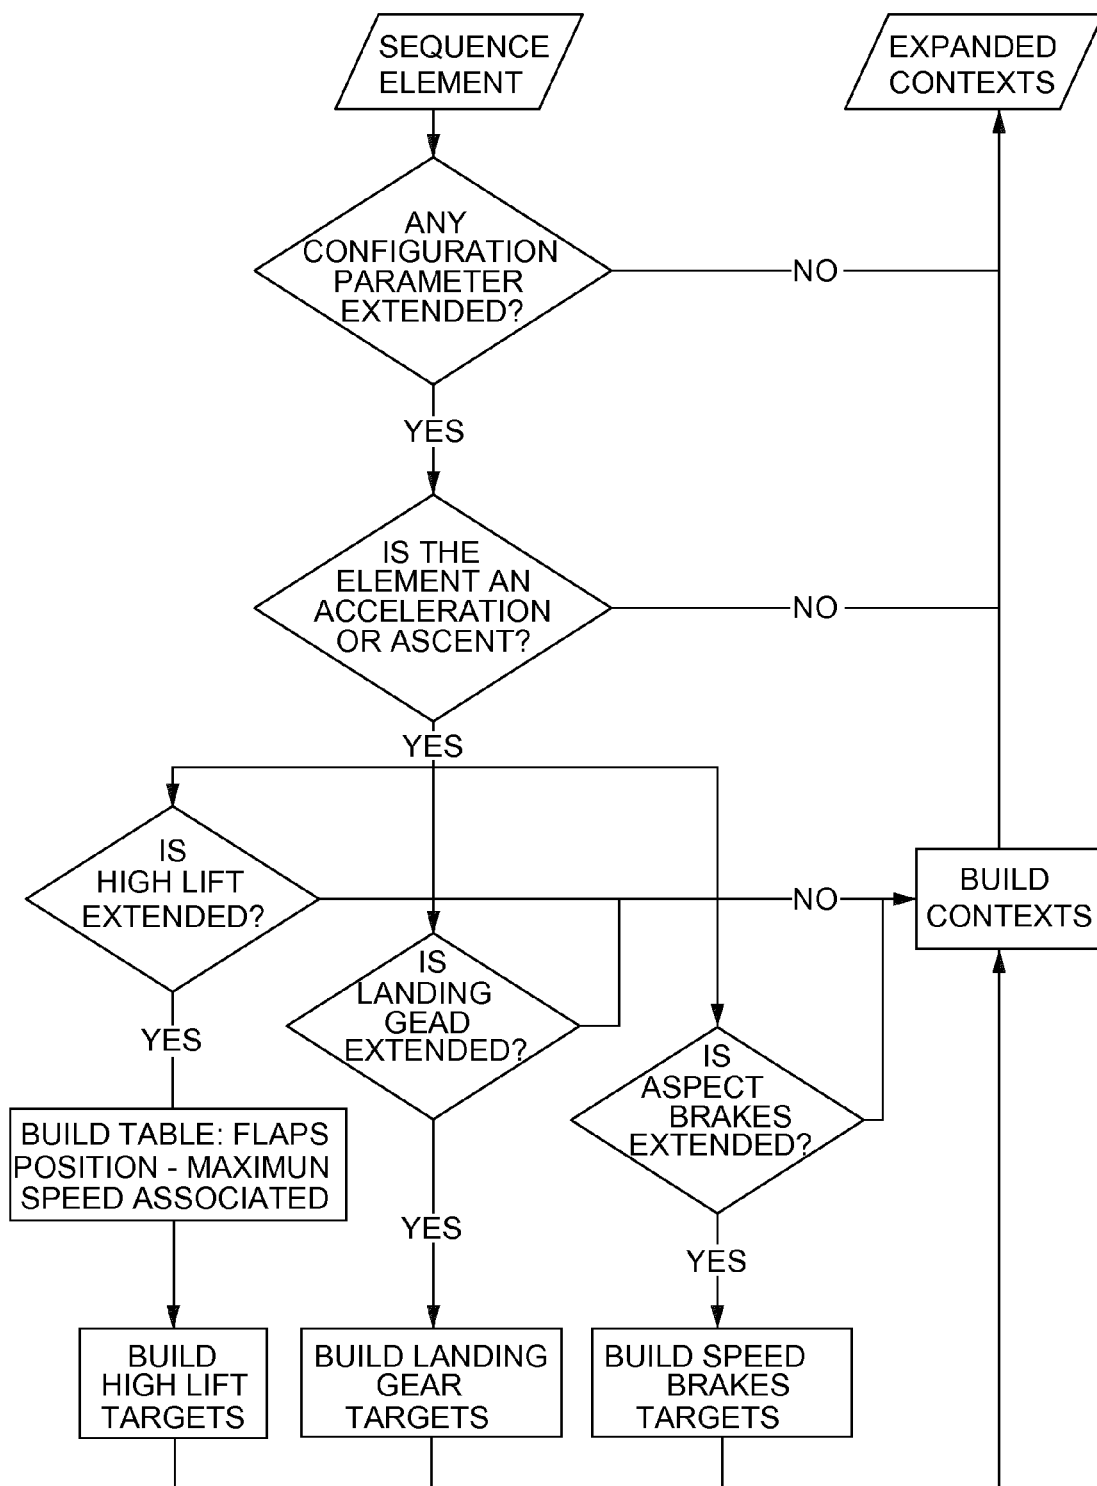 SEQUENCE
ELEMENT
EXPANDED
CONTEXTS
ANY
CONFIGURATION
PARAMETER
EXTENDED?
NO
YES
IS THE
ELEMENT AN
ACCELERATION
OR ASCENT?
NO
YES
IS
HIGH LIFT
EXTENDED?
NO
BUILD
CONTEXTS
IS
LANDING
GEAD
EXTENDED?
YES
IS
ASPECT
BRAKES
EXTENDED?
BUILD TABLE: FLAPS
POSITION - MAXIMUN
SPEED ASSOCIATED
YES
YES
BUILD
HIGH LIFT
TARGETS
BUILD LANDING
GEAR
TARGETS
BUILD SPEED
BRAKES
TARGETS